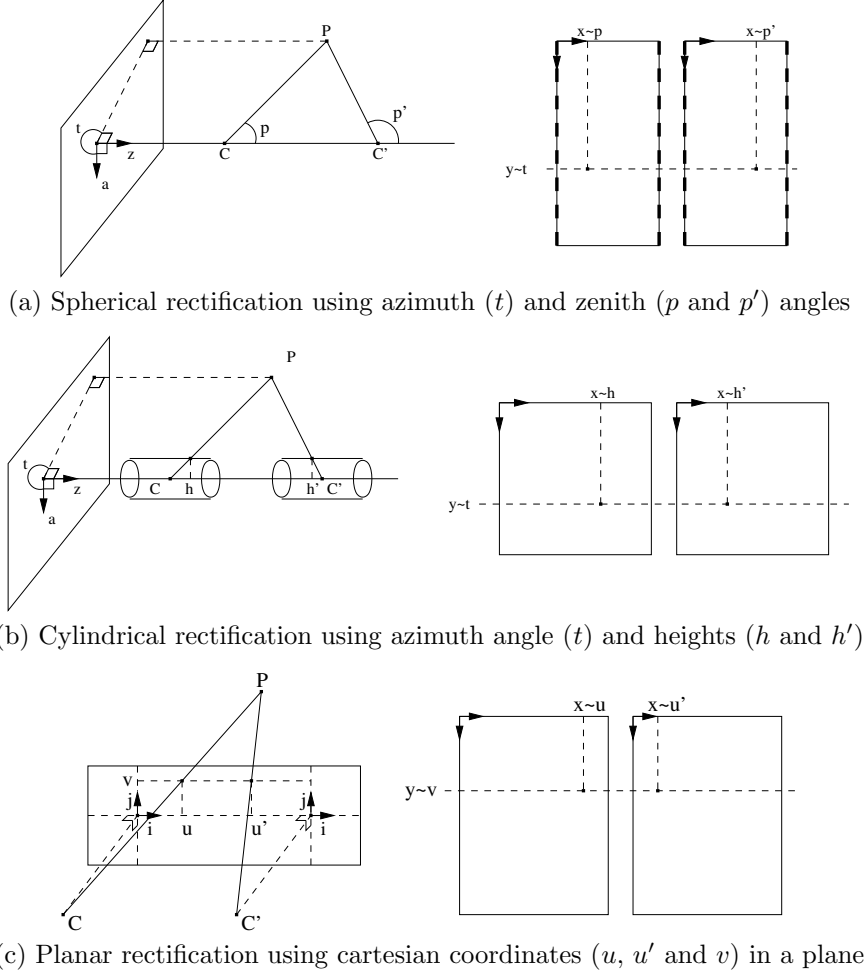 P
x~p
x~p'
t
p
p'
z
C
C'
a
y~t
(a) Spherical rectification using azimuth (t) and zenith (p and p′) angles
P
x~h
x~h'
t
z
C
h
h'
C'
a
y~t
(b) Cylindrical rectification using azimuth angle (t) and heights (h and h′)
P
x~u
x~u'
v
j
j
y~v
i
u
u'
i
C
C'
(c) Planar rectification using cartesian coordinates (u, u′ and v) in a plane